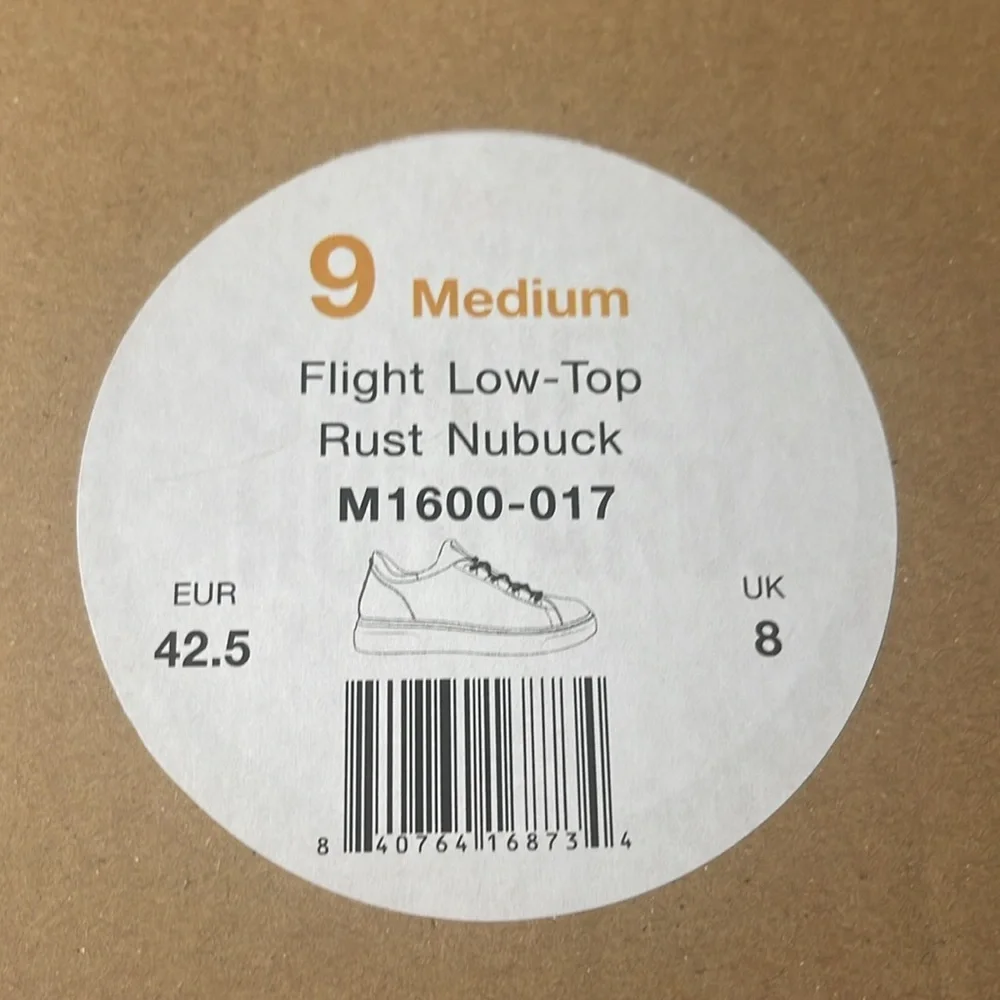 9 Medium
Flight Low-Top
Rust Nubuck
M1600-017
EUR
42.5
UK
8
8 40764 16873 4